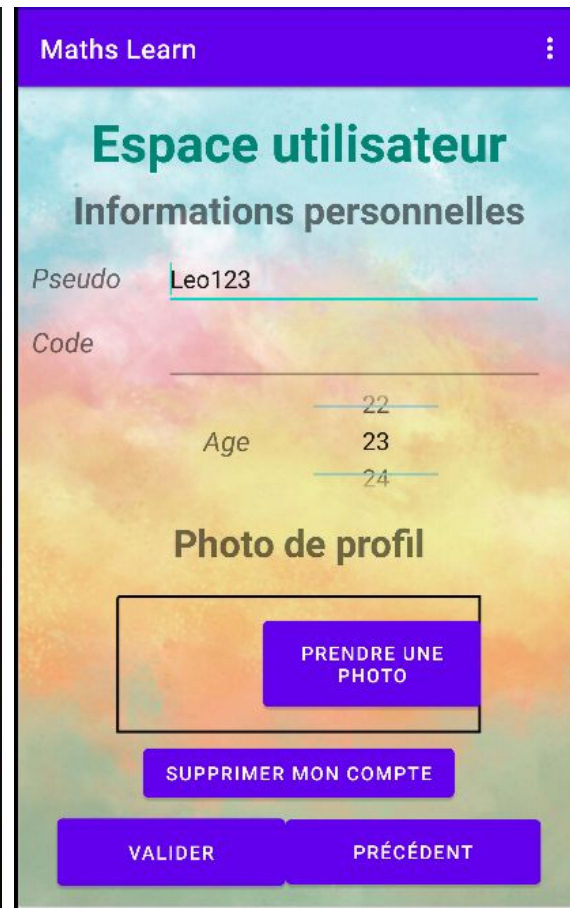 Maths Learn
Espace utilisateur
Informations personnelles
Pseudo Leo123
Code
22
Age 23
24
Photo de profil
PRENDRE UNE
PHOTO
SUPPRIMER MON COMPTE
VALIDER PRÉCÉDENT